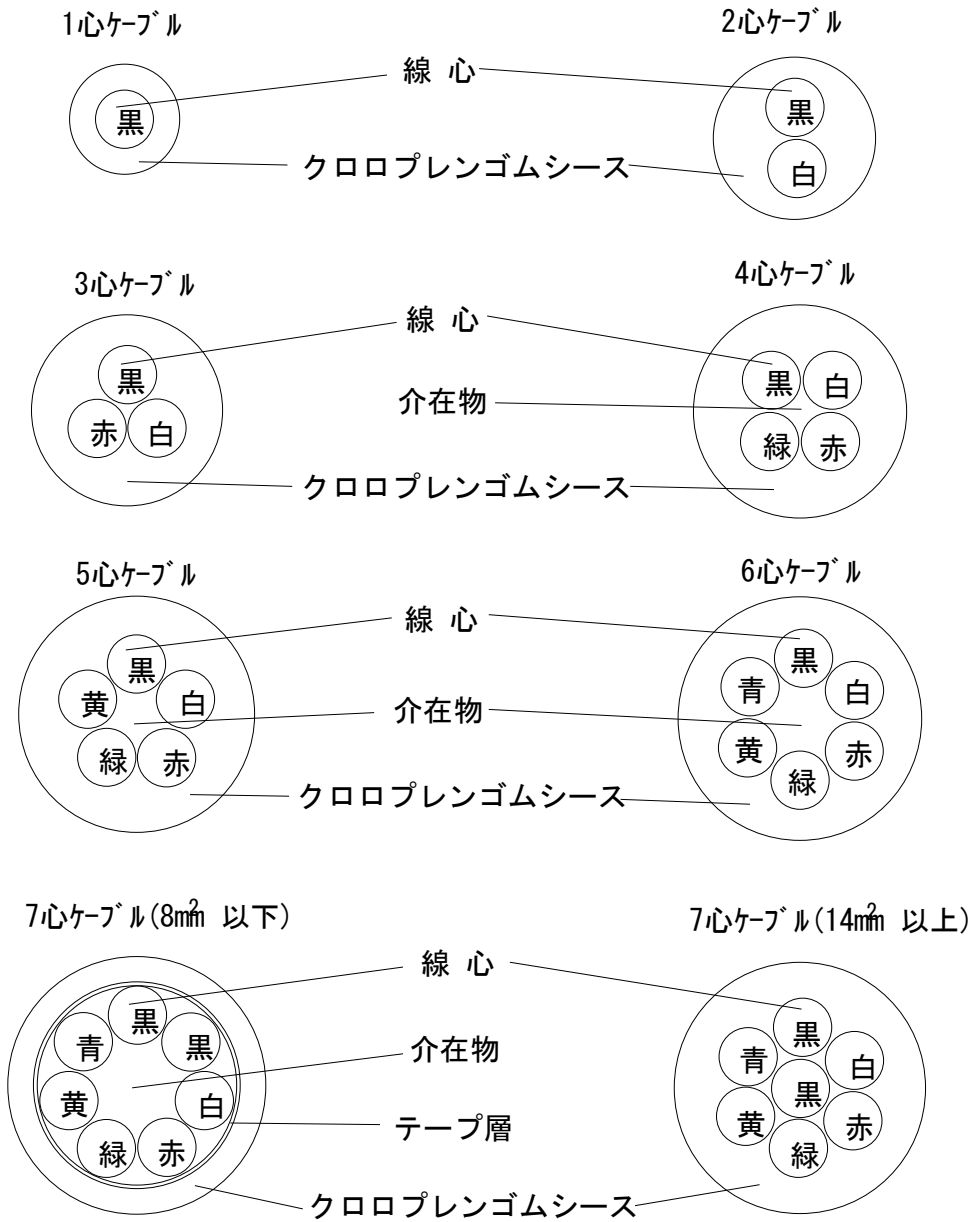 1心ケーブル
2心ケーブル
線 心
黒
黒
白
クロロプレンゴムシース
3心ケーブル
4心ケーブル
線 心
黒
赤
白
介在物
黒
白
緑
赤
クロロプレンゴムシース
5心ケーブル
6心ケーブル
線 心
黒
黄
白
緑
赤
介在物
黒
青
白
黄
赤
緑
クロロプレンゴムシース
7心ケーブル(8mm² 以下)
7心ケーブル(14mm² 以上)
線 心
黒
青
黒
黄
白
緑
赤
介在物
テープ層
黒
青
白
黒
黄
赤
緑
クロロプレンゴムシース